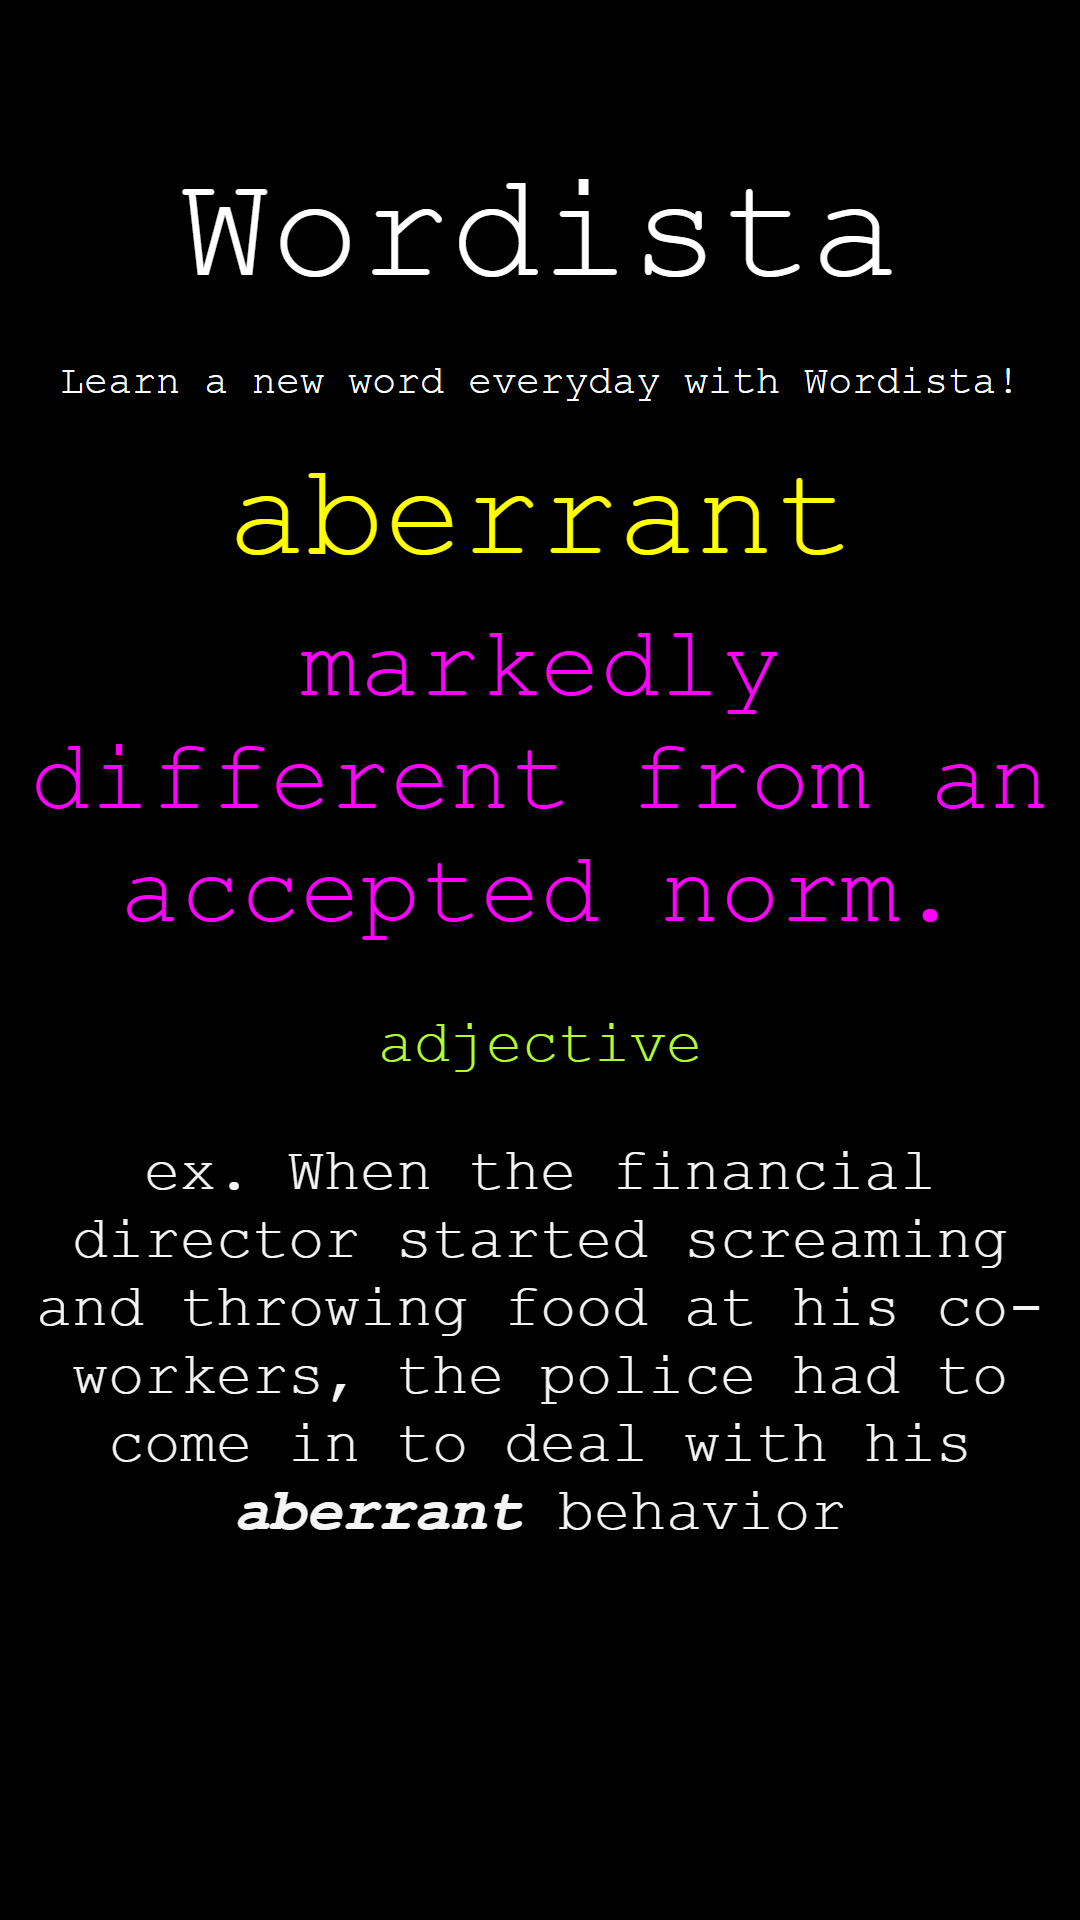 Wordista
Learn a new word everyday with Wordista!
aberrant
markedly
different from an
accepted norm.
adjective
ex. When the financial
director started screaming
and throwing food at his co-
workers, the police had to
come in to deal with his
aberrant behavior